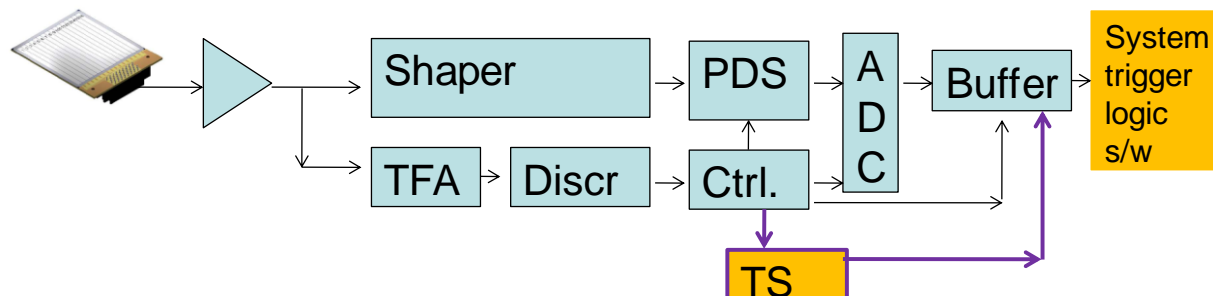 Shaper
PDS
A
D
C
Buffer
System
trigger
logic
s/w
TFA
Discr
Ctrl.
TS